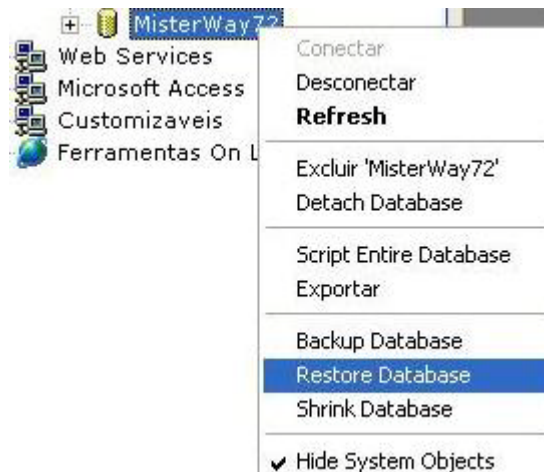 MisterWay72
Web Services
Microsoft Access
Customizaveis
Ferramentas On L
Conectar
Desconectar
Refresh
Excluir 'MisterWay72'
Detach Database
Script Entire Database
Exportar
Backup Database
Restore Database
Shrink Database
Hide System Objects